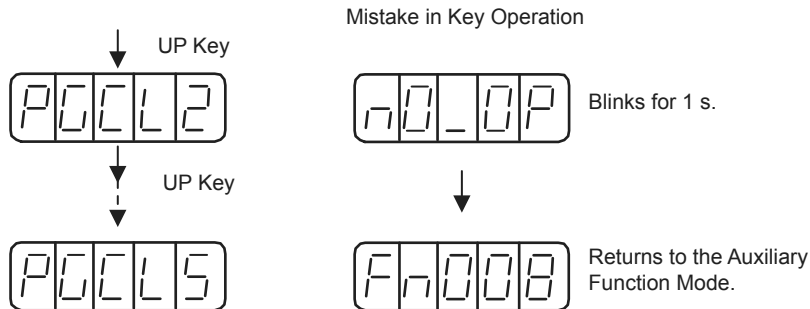 Mistake in Key Operation
UP Key
PGCL2
n0_0P
Blinks for 1 s.
UP Key
PGCL5
Fn008
Returns to the Auxiliary
Function Mode.